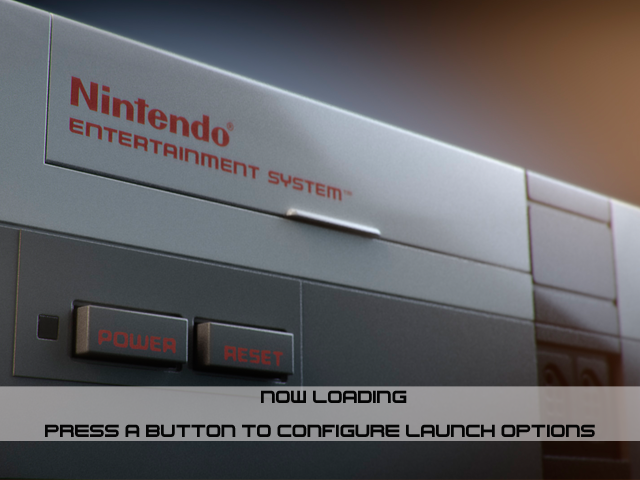 Nintendo®
ENTERTAINMENT SYSTEM™
POWER
RESET
NOW LOADING
PRESS A BUTTON TO CONFIGURE LAUNCH OPTIONS